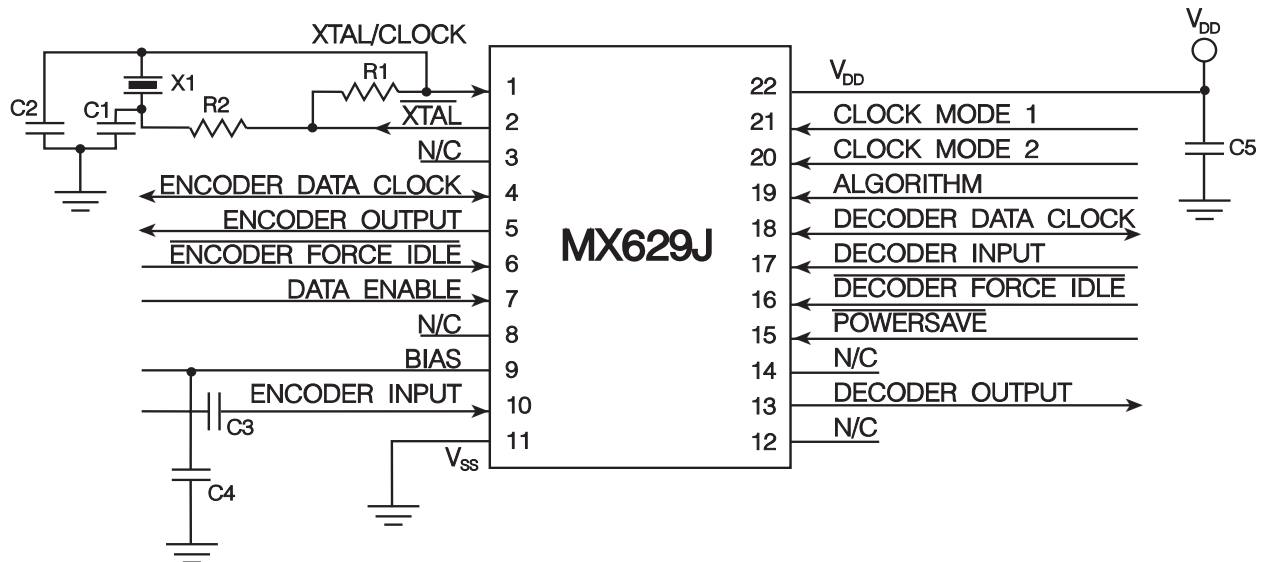 XTAL/CLOCK
VDD
C2
C1
X1
R2
R1
XTAL
N/C
ENCODER DATA CLOCK
ENCODER OUTPUT
ENCODER FORCE IDLE
DATA ENABLE
N/C
BIAS
ENCODER INPUT
C3
C4
VSS
1
2
3
4
5
6
7
8
9
10
11
MX629J
22
21
20
19
18
17
16
15
14
13
12
VDD
CLOCK MODE 1
CLOCK MODE 2
ALGORITHM
DECODER DATA CLOCK
DECODER INPUT
DECODER FORCE IDLE
POWERSAVE
N/C
DECODER OUTPUT
N/C
C5